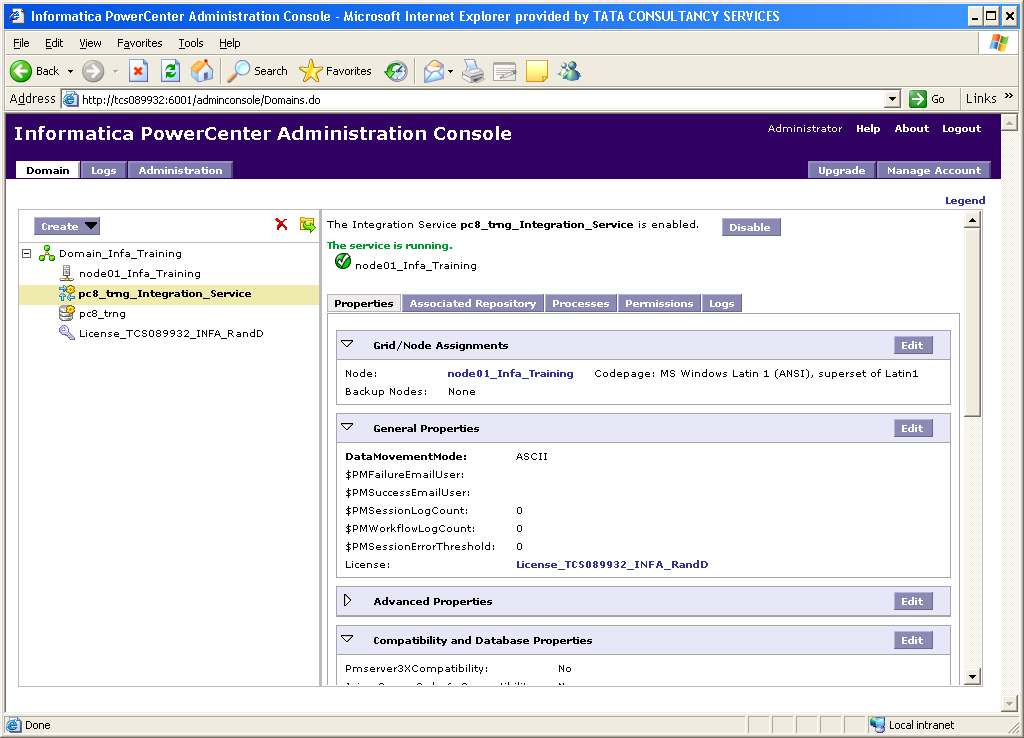 Informatica PowerCenter Administration Console - Microsoft Internet Explorer provided by TATA CONSULTANCY SERVICES
File Edit View Favorites Tools Help
Back Search Favorites
Address http://tcs089932:6001/adminconsole/Domains.do Go Links »
Informatica PowerCenter Administration Console
Administrator Help About Logout
Domain Logs Administration Upgrade Manage Account
Legend
Create
Domain_Infa_Training
node01_Infa_Training
pc8_trng_Integration_Service
pc8_trng
License_TCS089932_INFA_RandD
The Integration Service pc8_trng_Integration_Service is enabled. Disable
The service is running.
node01_Infa_Training
Properties Associated Repository Processes Permissions Logs
Grid/Node Assignments Edit
Node: node01_Infa_Training Codepage: MS Windows Latin 1 (ANSI), superset of Latin1
Backup Nodes: None
General Properties Edit
DataMovementMode: ASCII
$PMFailureEmailUser:
$PMSuccessEmailUser:
$PMSessionLogCount: 0
$PMWorkflowLogCount: 0
$PMSessionErrorThreshold: 0
License: License_TCS089932_INFA_RandD
Advanced Properties Edit
Compatibility and Database Properties Edit
Pmserver3XCompatibility: No
Done Local intranet